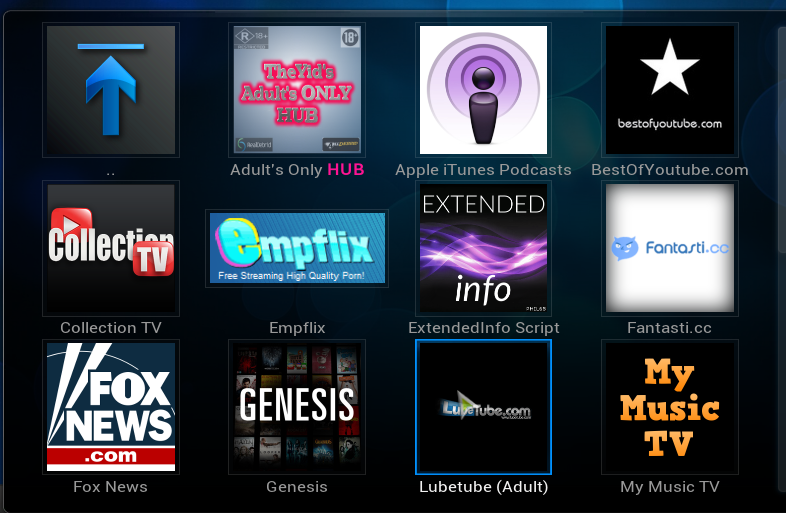 R 18+
18+
TheYid's
Adult's ONLY
HUB
bestofyoutube.com
..
Adult's Only HUB
Apple iTunes Podcasts
BestOfYoutube.com
Collection
TV
empflix
Free Streaming High Quality Porn!
EXTENDED
info
PHIL65
Fantasti.cc
Collection TV
Empflix
ExtendedInfo Script
Fantasti.cc
FOX
NEWS
.com
GENESIS
LubeTube.com
My
Music
TV
Fox News
Genesis
Lubetube (Adult)
My Music TV